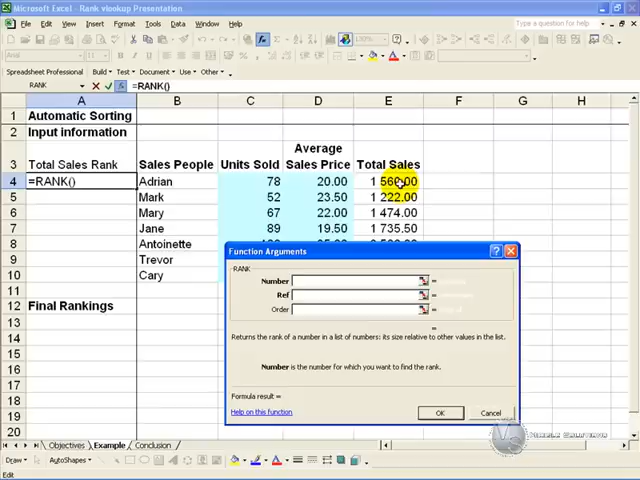 Microsoft Excel - Rank vlookup Presentation
File Edit View Insert Format Tools Data Window Help Type a question for help
Arial
Spreadsheet Professional Build Test Document Use Other
RANK =RANK()
A B C D E F G H
1 Automatic Sorting
2 Input information
Average
3 Total Sales Rank Sales People Units Sold Sales Price Total Sales
4 =RANK() Adrian 78 20.00 1 560.00
5 Mark 52 23.50 1 222.00
6 Mary 67 22.00 1 474.00
7 Jane 89 19.50 1 735.50
8 Antoinette
9 Trevor
10 Cary
11
12 Final Rankings
13
14
15
16
17
18
19
20
Function Arguments
RANK
Number =
Ref =
Order =
=
Returns the rank of a number in a list of numbers: its size relative to other values in the list.
Number is the number for which you want to find the rank.
Formula result =
Help on this function OK Cancel
Objectives Example Conclusion
Draw AutoShapes
Edit